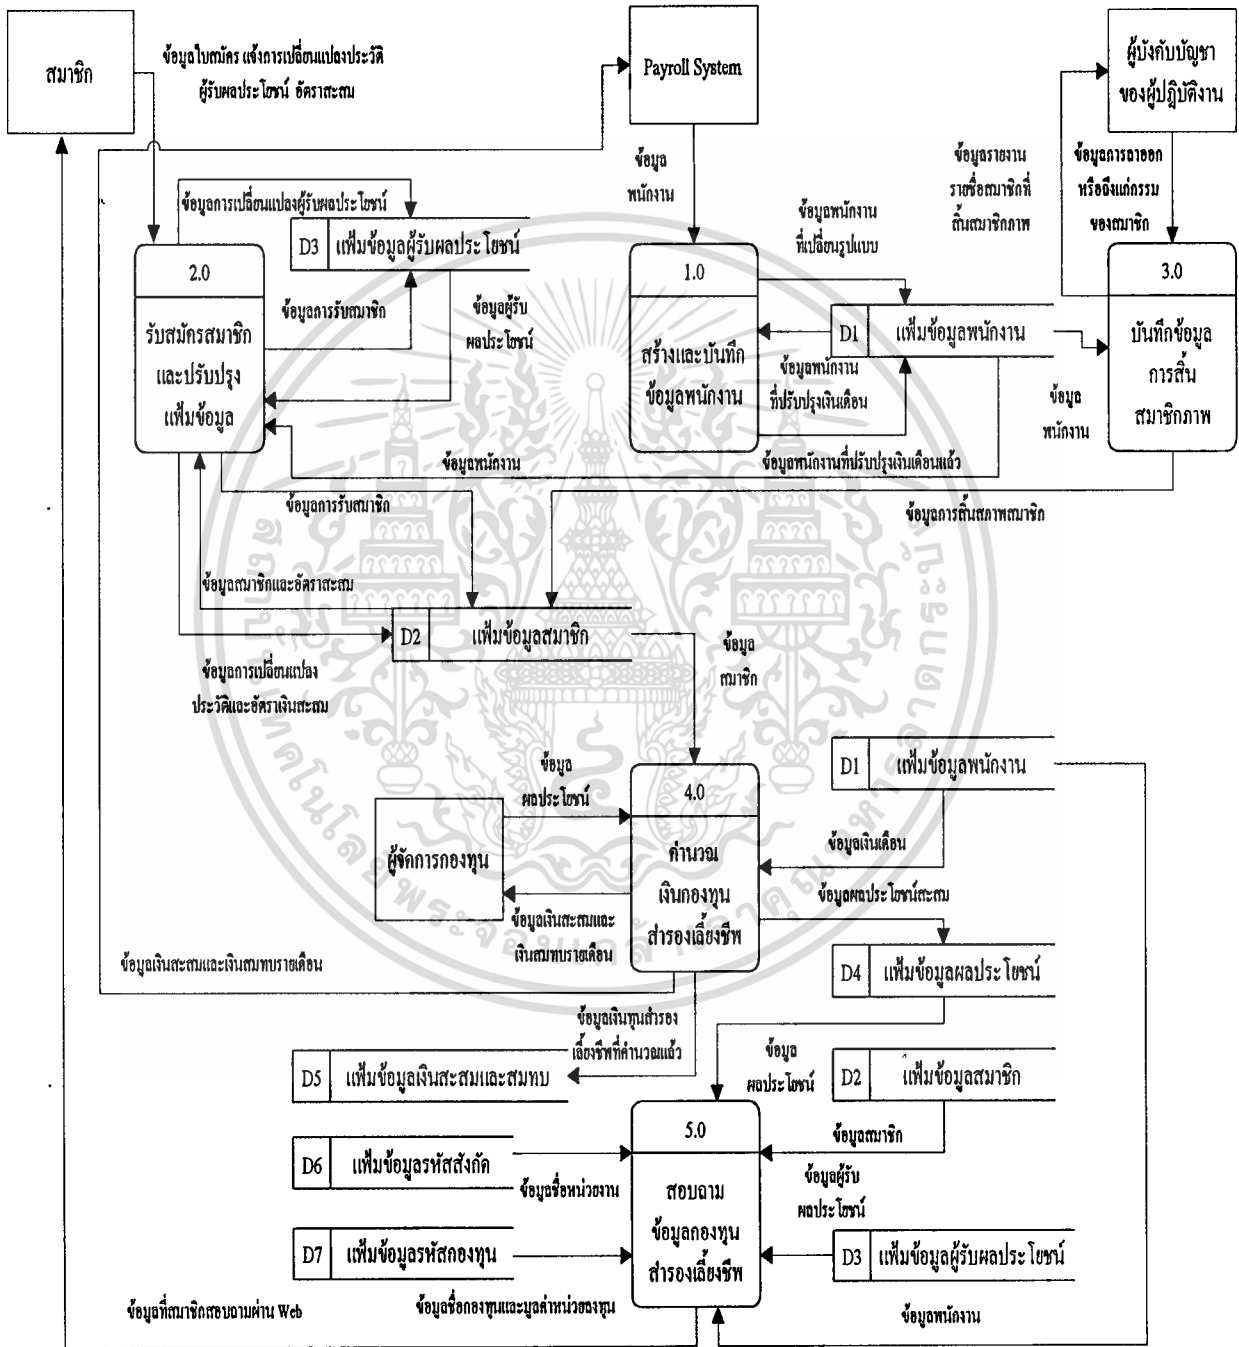 สมาชิก
ข้อมูลใบสมัคร แจ้งการเปลี่ยนแปลงประวัติ
ผู้รับผลประโยชน์ อัตราสะสม
Payroll System
ผู้บังคับบัญชา
ของผู้ปฏิบัติงาน
ข้อมูล
พนักงาน
ข้อมูลรายงาน
รายชื่อสมาชิกที่
สิ้นสมาชิกภาพ
ข้อมูลการลาออก
หรือถึงแก่กรรม
ของสมาชิก
ข้อมูลการเปลี่ยนแปลงผู้รับผลประโยชน์
D3 แฟ้มข้อมูลผู้รับผลประโยชน์
ข้อมูลพนักงาน
ที่เปลี่ยนรูปแบบ
2.0
รับสมัครสมาชิก
และปรับปรุง
แฟ้มข้อมูล
ข้อมูลการรับสมาชิก
ข้อมูลผู้รับ
ผลประโยชน์
1.0
สร้างและบันทึก
ข้อมูลพนักงาน
D1 แฟ้มข้อมูลพนักงาน
ข้อมูลพนักงาน
ที่ปรับปรุงเงินเดือน
3.0
บันทึกข้อมูล
การสิ้น
สมาชิกภาพ
ข้อมูล
พนักงาน
ข้อมูลพนักงาน
ข้อมูลพนักงานที่ปรับปรุงเงินเดือนแล้ว
ข้อมูลการรับสมาชิก
ข้อมูลการสิ้นสภาพสมาชิก
ข้อมูลสมาชิกและอัตราสะสม
D2 แฟ้มข้อมูลสมาชิก
ข้อมูล
สมาชิก
ข้อมูลการเปลี่ยนแปลง
ประวัติและอัตราเงินสะสม
D1 แฟ้มข้อมูลพนักงาน
ข้อมูล
ผลประโยชน์
ผู้จัดการกองทุน
4.0
คำนวณ
เงินกองทุน
สำรองเลี้ยงชีพ
ข้อมูลเงินเดือน
ข้อมูลผลประโยชน์สะสม
ข้อมูลเงินสะสมและ
เงินสมทบรายเดือน
ข้อมูลเงินสะสมและเงินสมทบรายเดือน
D4 แฟ้มข้อมูลผลประโยชน์
ข้อมูลเงินทุนสำรอง
เลี้ยงชีพที่คำนวณแล้ว
ข้อมูล
ผลประโยชน์
D5 แฟ้มข้อมูลเงินสะสมและสมทบ
D2 แฟ้มข้อมูลสมาชิก
5.0
สอบถาม
ข้อมูลกองทุน
สำรองเลี้ยงชีพ
ข้อมูลสมาชิก
D6 แฟ้มข้อมูลรหัสสังกัด
ข้อมูลชื่อหน่วยงาน
ข้อมูลผู้รับ
ผลประโยชน์
D7 แฟ้มข้อมูลรหัสกองทุน
D3 แฟ้มข้อมูลผู้รับผลประโยชน์
ข้อมูลที่สมาชิกสอบถามผ่าน Web
ข้อมูลชื่อกองทุนและมูลค่าหน่วยลงทุน
ข้อมูลพนักงาน
สถาบันเทคโนโลยีพระจอมเกล้าเจ้าคุณทหารลาดกระบัง